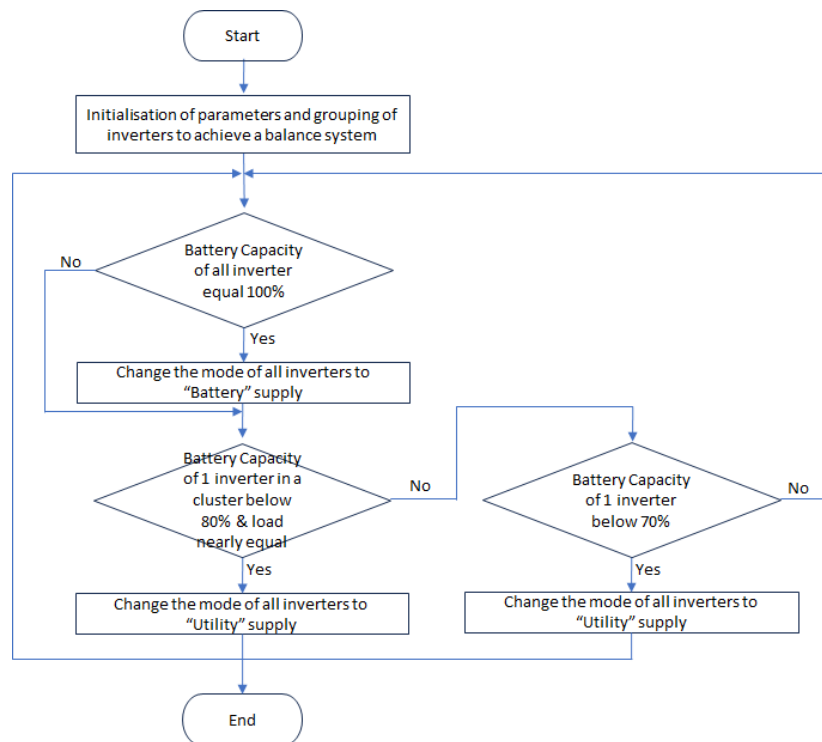 Start
Initialisation of parameters and grouping of
inverters to achieve a balance system
Battery Capacity
of all inverter
equal 100%
No
Yes
Change the mode of all inverters to
“Battery” supply
Battery Capacity
of 1 inverter in a
cluster below
80% & load
nearly equal
No
Yes
Battery Capacity
of 1 inverter
below 70%
No
Yes
Change the mode of all inverters to
“Utility” supply
Change the mode of all inverters to
“Utility” supply
End